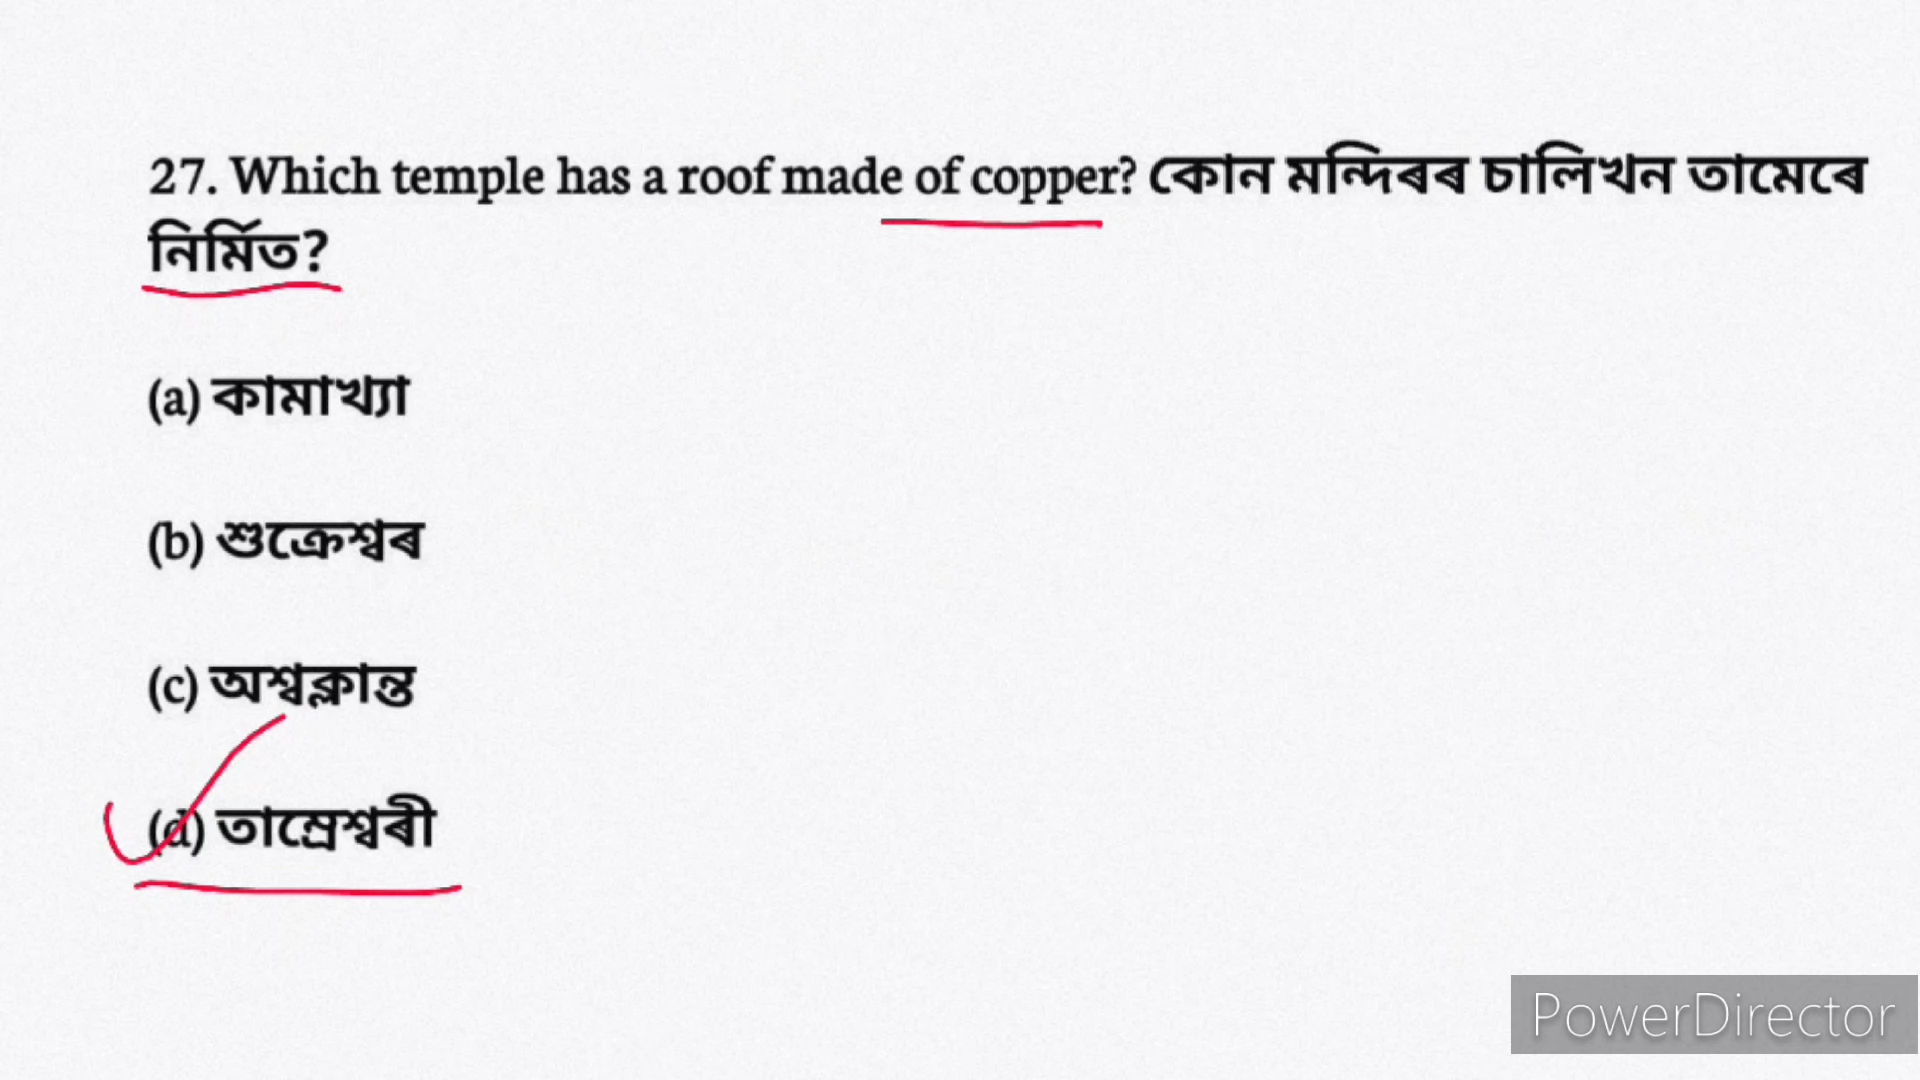 27. Which temple has a roof made of copper? কোন মন্দিৰৰ চালিখন তামেৰে
নিৰ্মিত?
(a) কামাখ্যা
(b) শুক্ৰেশ্বৰ
(c) অশ্বক্লান্ত
(d) তাম্ৰেশ্বৰী
PowerDirector